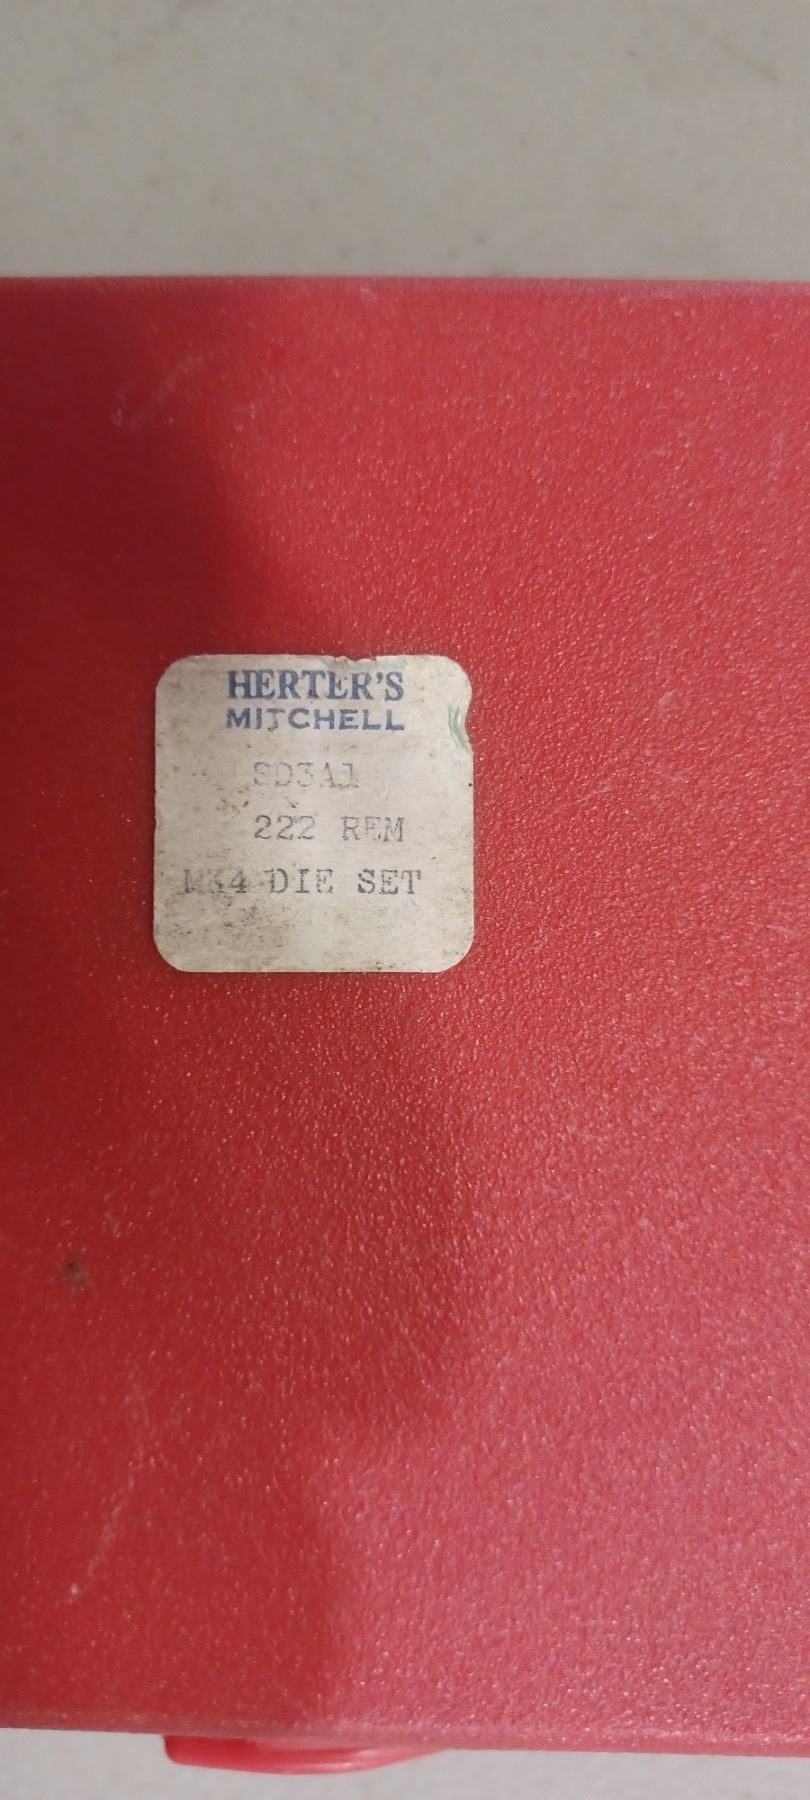 HERTER'S
MITCHELL
SD3A1
222 REM
MK4 DIE SET